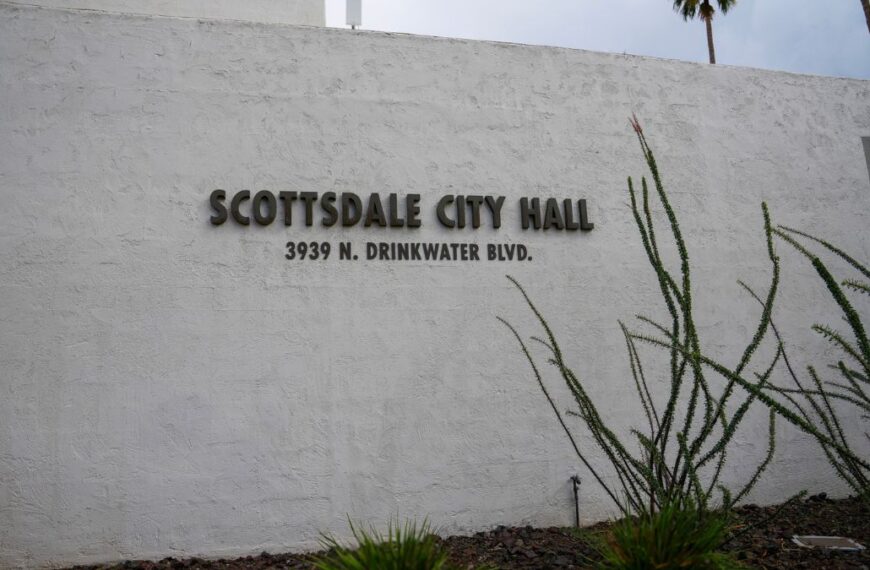 SCOTTSDALE CITY HALL
3939 N. DRINKWATER BLVD.